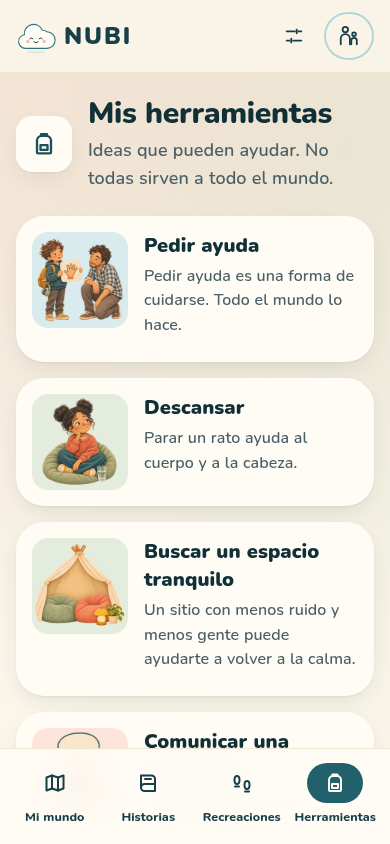 NUBI
Mis herramientas
Ideas que pueden ayudar. No
todas sirven a todo el mundo.
Pedir ayuda
Pedir ayuda es una forma de
cuidarse. Todo el mundo lo
hace.
Descansar
Parar un rato ayuda al
cuerpo y a la cabeza.
Buscar un espacio
tranquilo
Un sitio con menos ruido y
menos gente puede
ayudarte a volver a la calma.
Comunicar una
Mi mundo
Historias
Recreaciones
Herramientas